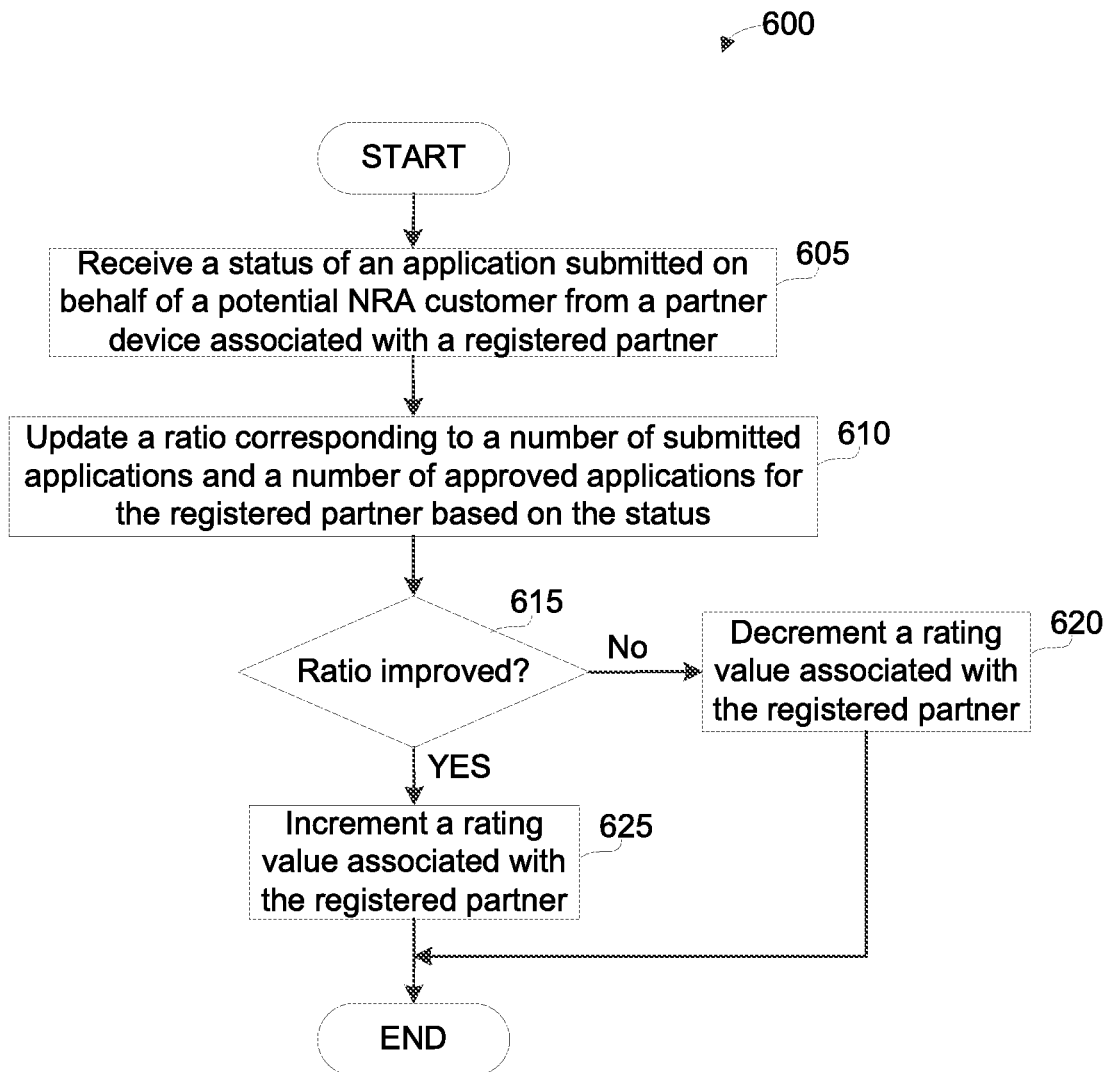 600
START
Receive a status of an application submitted on
behalf of a potential NRA customer from a partner
device associated with a registered partner
605
Update a ratio corresponding to a number of submitted
applications and a number of approved applications for
the registered partner based on the status
610
Ratio improved?
615
No
Decrement a rating
value associated with
the registered partner
620
YES
Increment a rating
value associated with
the registered partner
625
END